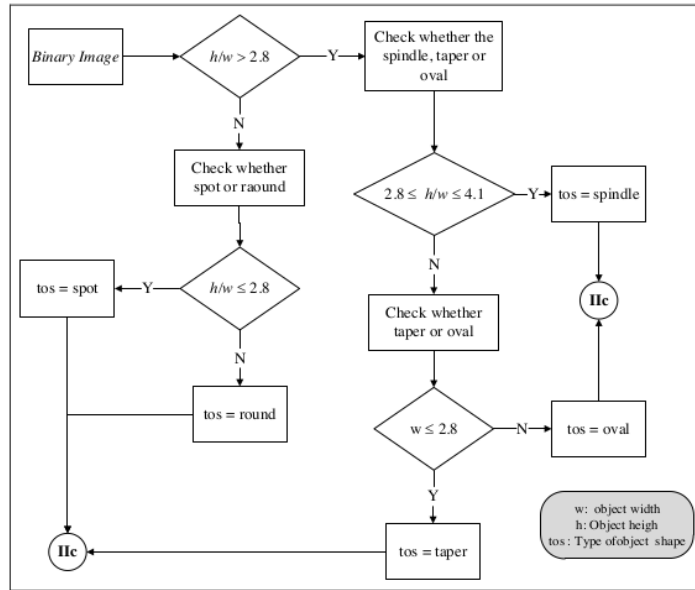 Binary Image
h/w > 2.8
Y
Check whether the
spindle, taper or
oval
N
Check whether
spot or raound
2.8 ≤ h/w ≤ 4.1
Y
tos = spindle
N
IIc
tos = spot
Y
h/w ≤ 2.8
Check whether
taper or oval
N
tos = round
w ≤ 2.8
N
tos = oval
Y
w: object width
h: Object heigh
tos : Type ofobject shape
IIc
tos = taper